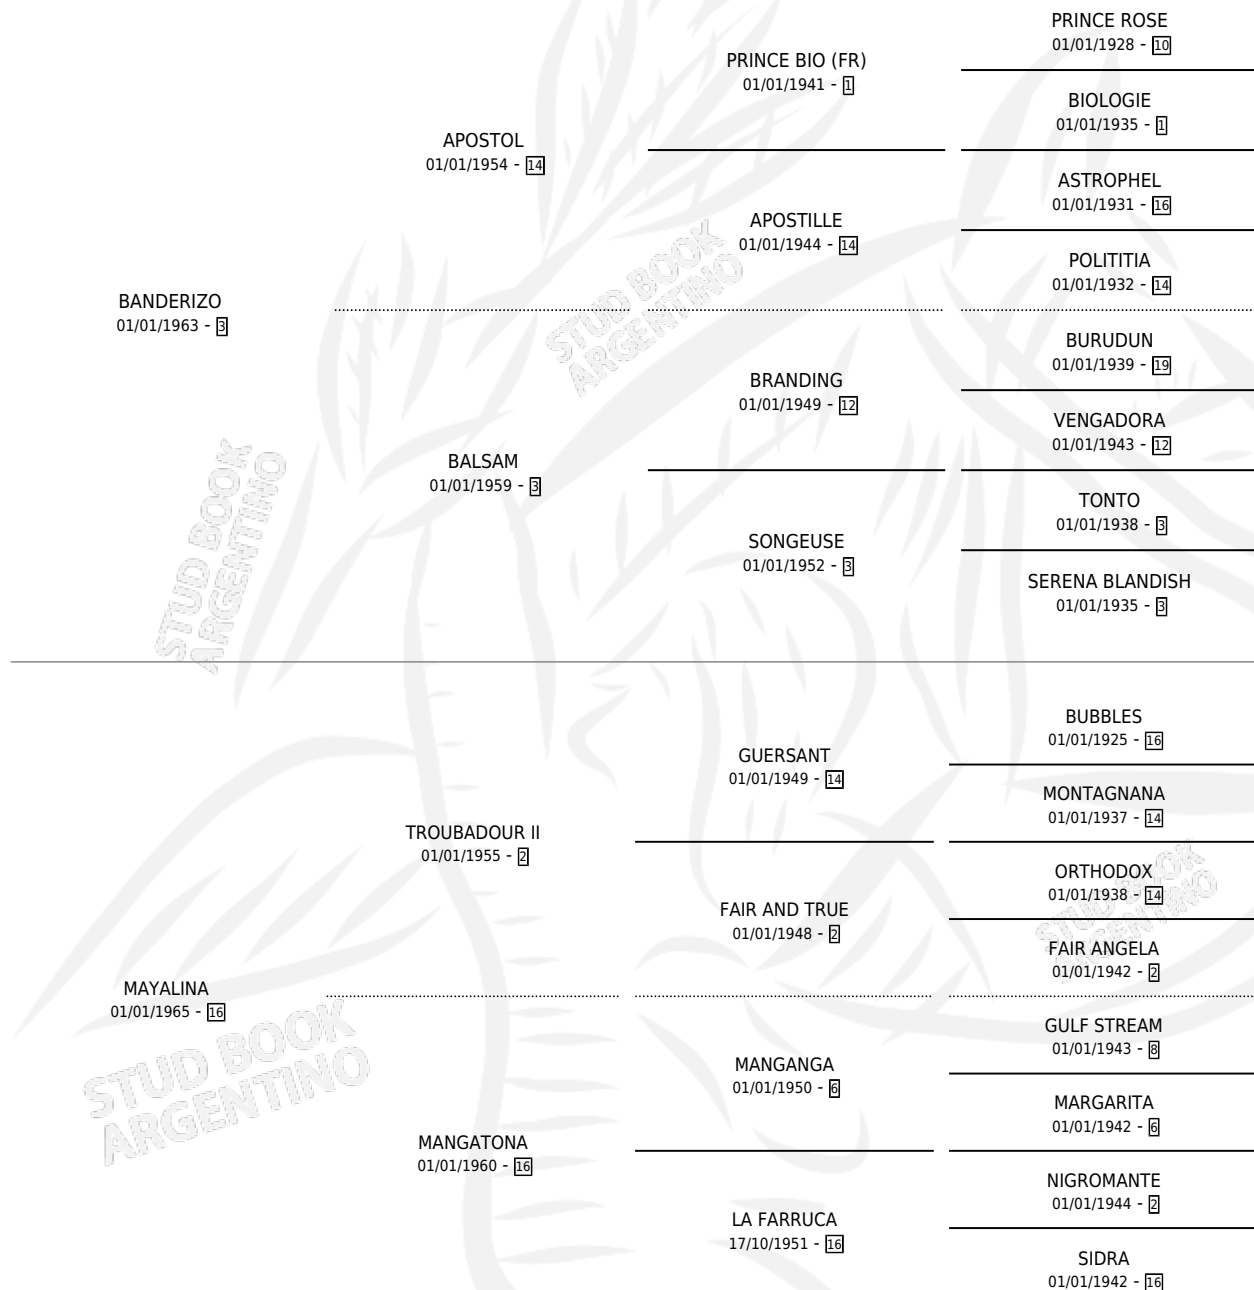 PRINCE ROSE
01/01/1928 - 10
PRINCE BIO (FR)
01/01/1941 - 1
BIOLOGIE
01/01/1935 - 1
APOSTOL
01/01/1954 - 14
ASTROPHEL
01/01/1931 - 16
APOSTILLE
01/01/1944 - 14
POLITITIA
01/01/1932 - 14
BANDERIZO
01/01/1963 - 3
BURUDUN
01/01/1939 - 19
BRANDING
01/01/1949 - 12
VENGADORA
01/01/1943 - 12
BALSAM
01/01/1959 - 3
TONTO
01/01/1938 - 3
SONGEUSE
01/01/1952 - 3
SERENA BLANDISH
01/01/1935 - 3
BUBBLES
01/01/1925 - 16
GUERSANT
01/01/1949 - 14
MONTAGNANA
01/01/1937 - 14
TROUBADOUR II
01/01/1955 - 2
ORTHODOX
01/01/1938 - 14
FAIR AND TRUE
01/01/1948 - 2
FAIR ANGELA
01/01/1942 - 2
MAYALINA
01/01/1965 - 16
GULF STREAM
01/01/1943 - 8
MANGANGA
01/01/1950 - 6
MARGARITA
01/01/1942 - 6
MANGATONA
01/01/1960 - 16
NIGROMANTE
01/01/1944 - 2
LA FARRUCA
17/10/1951 - 16
SIDRA
01/01/1942 - 16
STUD BOOK
ARGENTINO
STUD BOOK
ARGENTINO
STUD BOOK
ARGENTINO
STUD BOOK
ARGENTINO